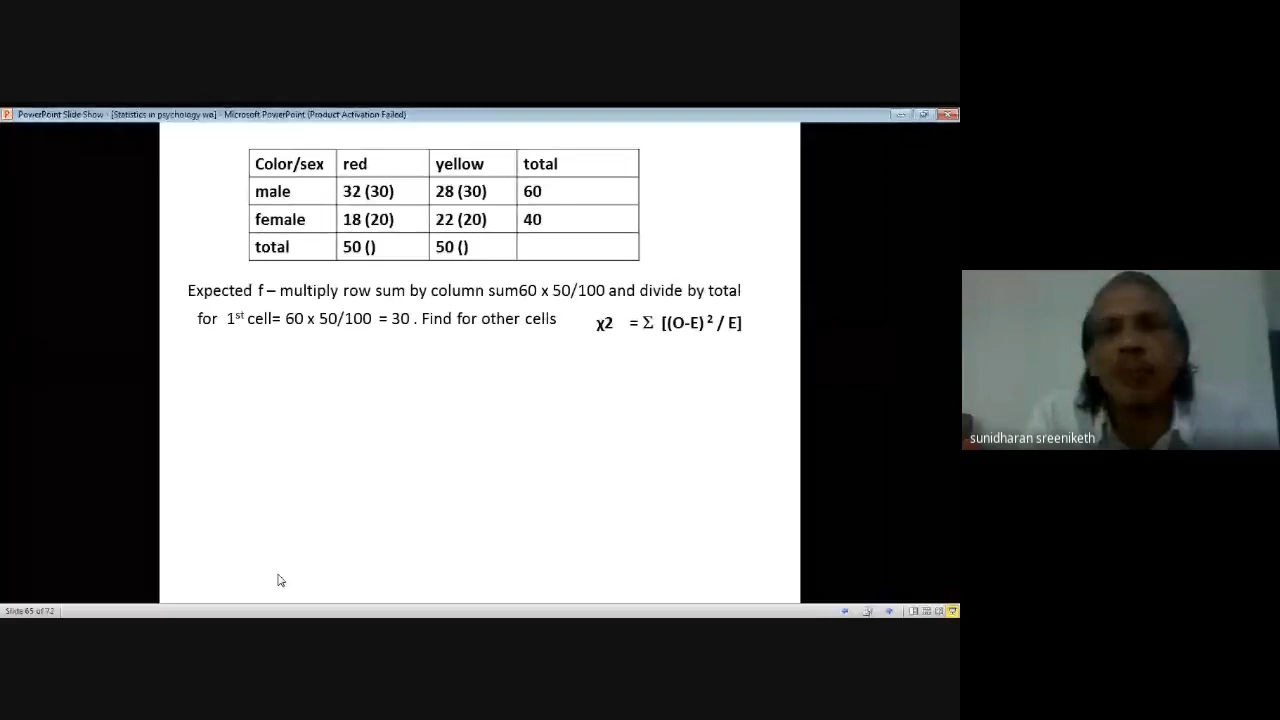 PowerPoint Slide Show - [Statistics in psychology wa] - Microsoft PowerPoint (Product Activation Failed)
Color/sex red yellow total
male 32 (30) 28 (30) 60
female 18 (20) 22 (20) 40
total 50 () 50 ()
Expected f – multiply row sum by column sum60 x 50/100 and divide by total
for 1st cell= 60 x 50/100 = 30 . Find for other cells χ2 = Σ [(O-E) 2 / E]
sunidharan sreeniketh
Slide 65 of 72